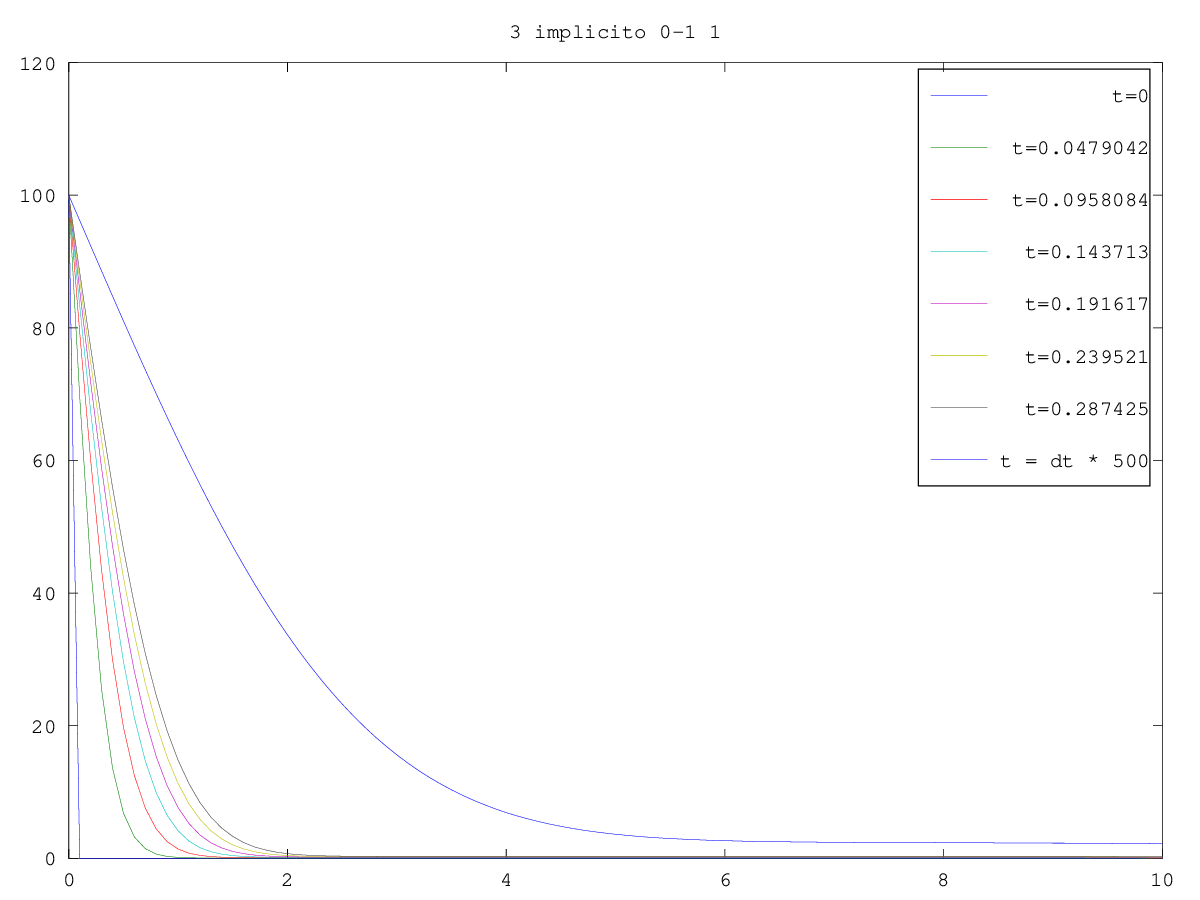 3 implicito 0-1 1
120
100
80
60
40
20
0
0 2 4 6 8 10
t=0
t=0.0479042
t=0.0958084
t=0.143713
t=0.191617
t=0.239521
t=0.287425
t = dt * 500